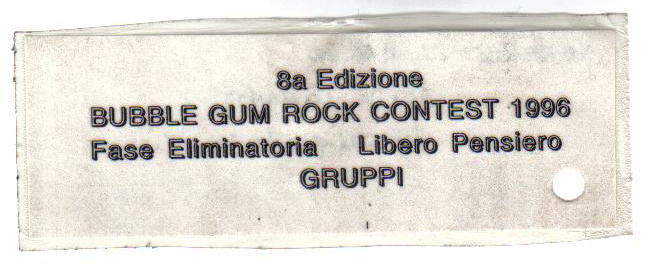 8a Edizione
BUBBLE GUM ROCK CONTEST 1996
Fase Eliminatoria Libero Pensiero
GRUPPI